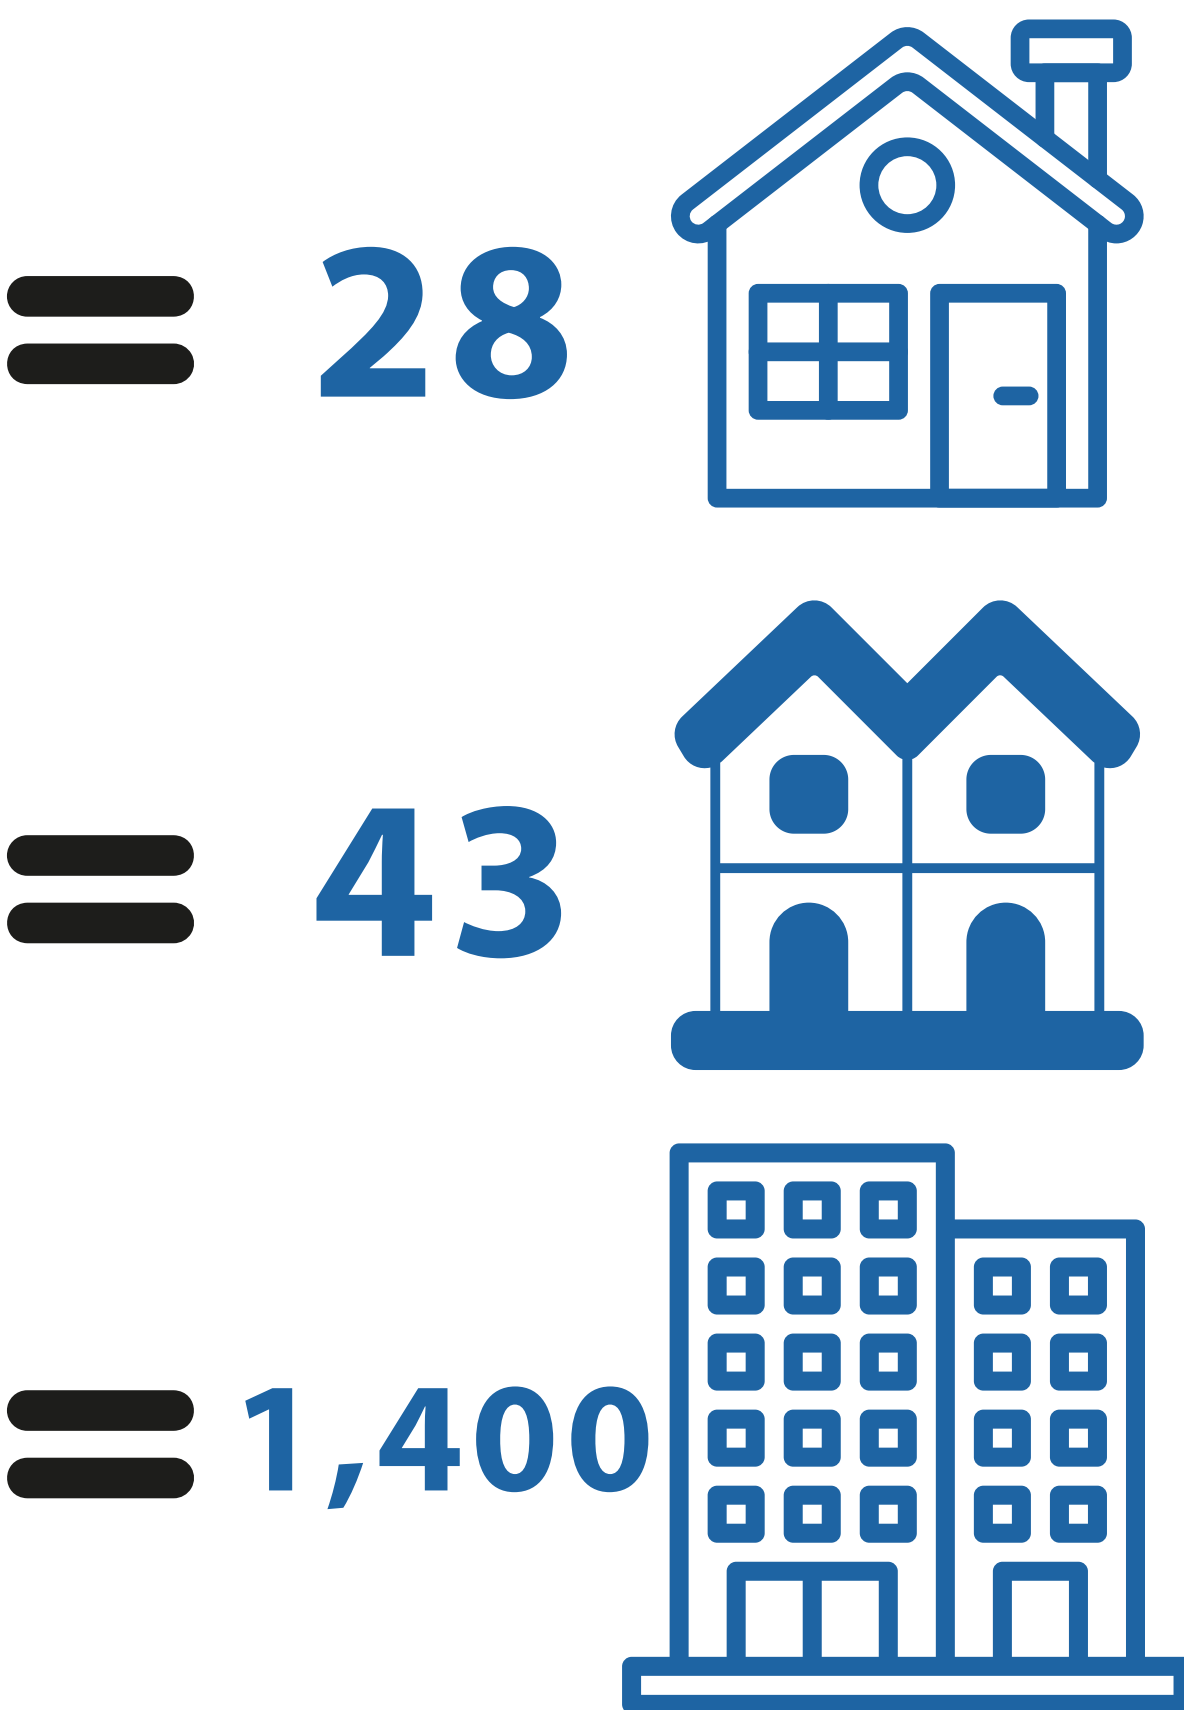 = 28
= 43
= 1,400